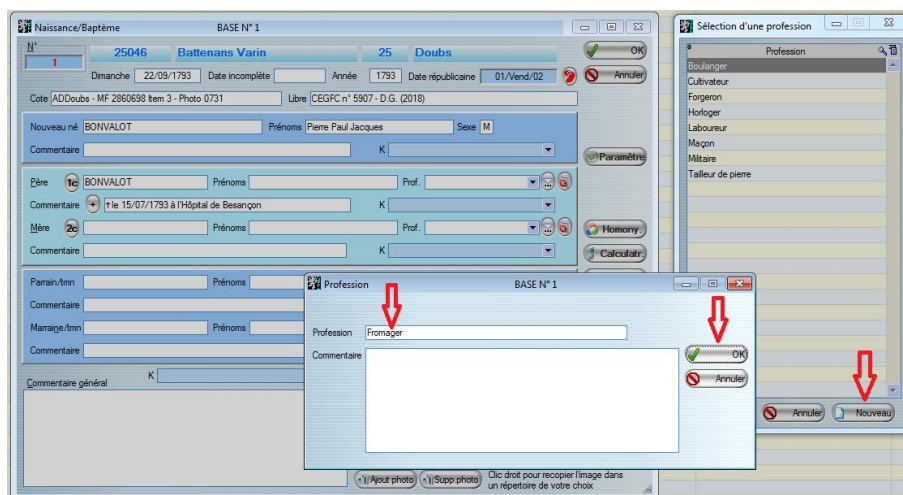 Naissance/Baptème BASE N° 1
N°
1 25046 Battenans Varin 25 Doubs OK
Dimanche 22/09/1793 Date incomplète Année 1793 Date républicaine 01/Vend/02 Annuler
Cote ADDoubs - MF 2860698 Item 3 - Photo 0731 Libre CEGFC n° 5907 - D.G. (2018)
Nouveau né BONVALOT Prénoms Pierre Paul Jacques Sexe M
Commentaire K
Paramètre
Père 1c BONVALOT Prénoms Prof.
Commentaire + † le 15/07/1793 à l'Hôpital de Besançon K
Mère 2c Prénoms Prof.
Homony.
Commentaire K
Calculatr.
Parrain/tmn Prénoms
Commentaire
Marraine/tmn Prénoms
Commentaire
Commentaire général K
Ajout photo Supp photo Clic droit pour recopier l'image dans
un répertoire de votre choix
Profession BASE N° 1
Profession Fromager
Commentaire
OK
Annuler
Sélection d'une profession
Profession
Boulanger
Cultivateur
Forgeron
Horloger
Laboureur
Maçon
Militaire
Tailleur de pierre
Annuler Nouveau